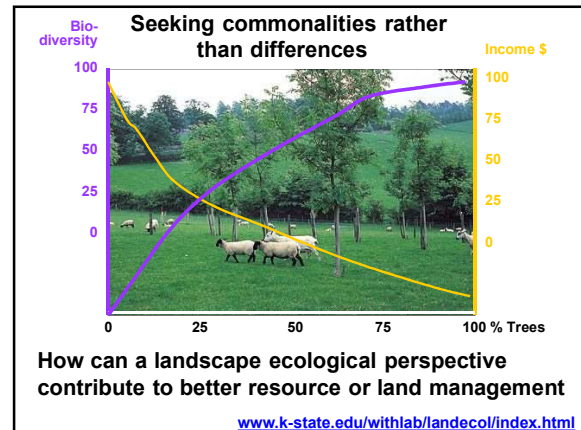 Seeking commonalities rather
than differences
Bio-
diversity
Income $
100
75
50
25
0
100
75
50
25
0
0 25 50 75 100 % Trees
How can a landscape ecological perspective
contribute to better resource or land management
www.k-state.edu/withlab/landecol/index.html